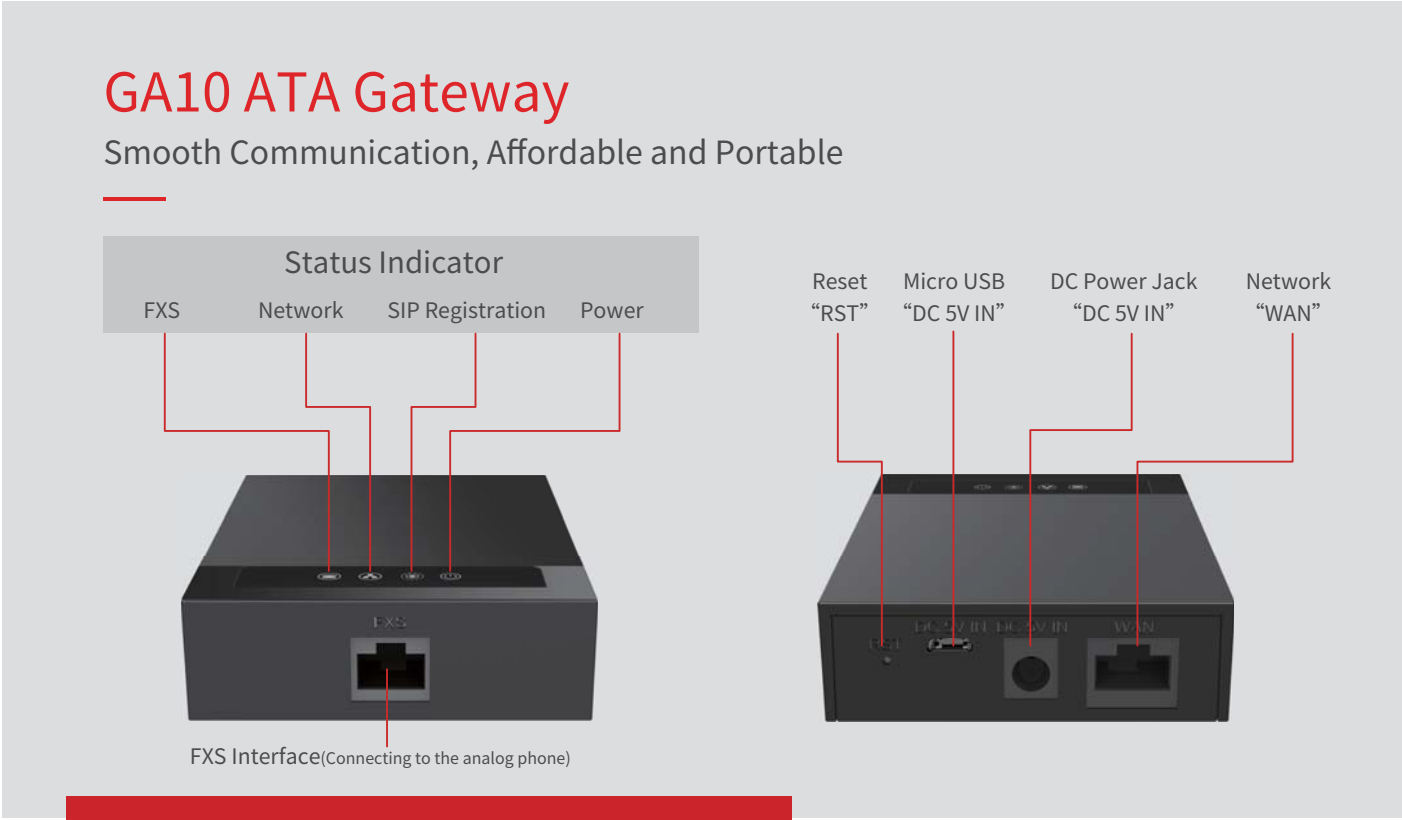 GA10 ATA Gateway
Smooth Communication, Affordable and Portable
Status Indicator
FXS Network SIP Registration Power
Reset Micro USB DC Power Jack Network
“RST” “DC 5V IN” “DC 5V IN” “WAN”
FXS
DC 5V IN DC 5V IN WAN
RST
FXS Interface(Connecting to the analog phone)